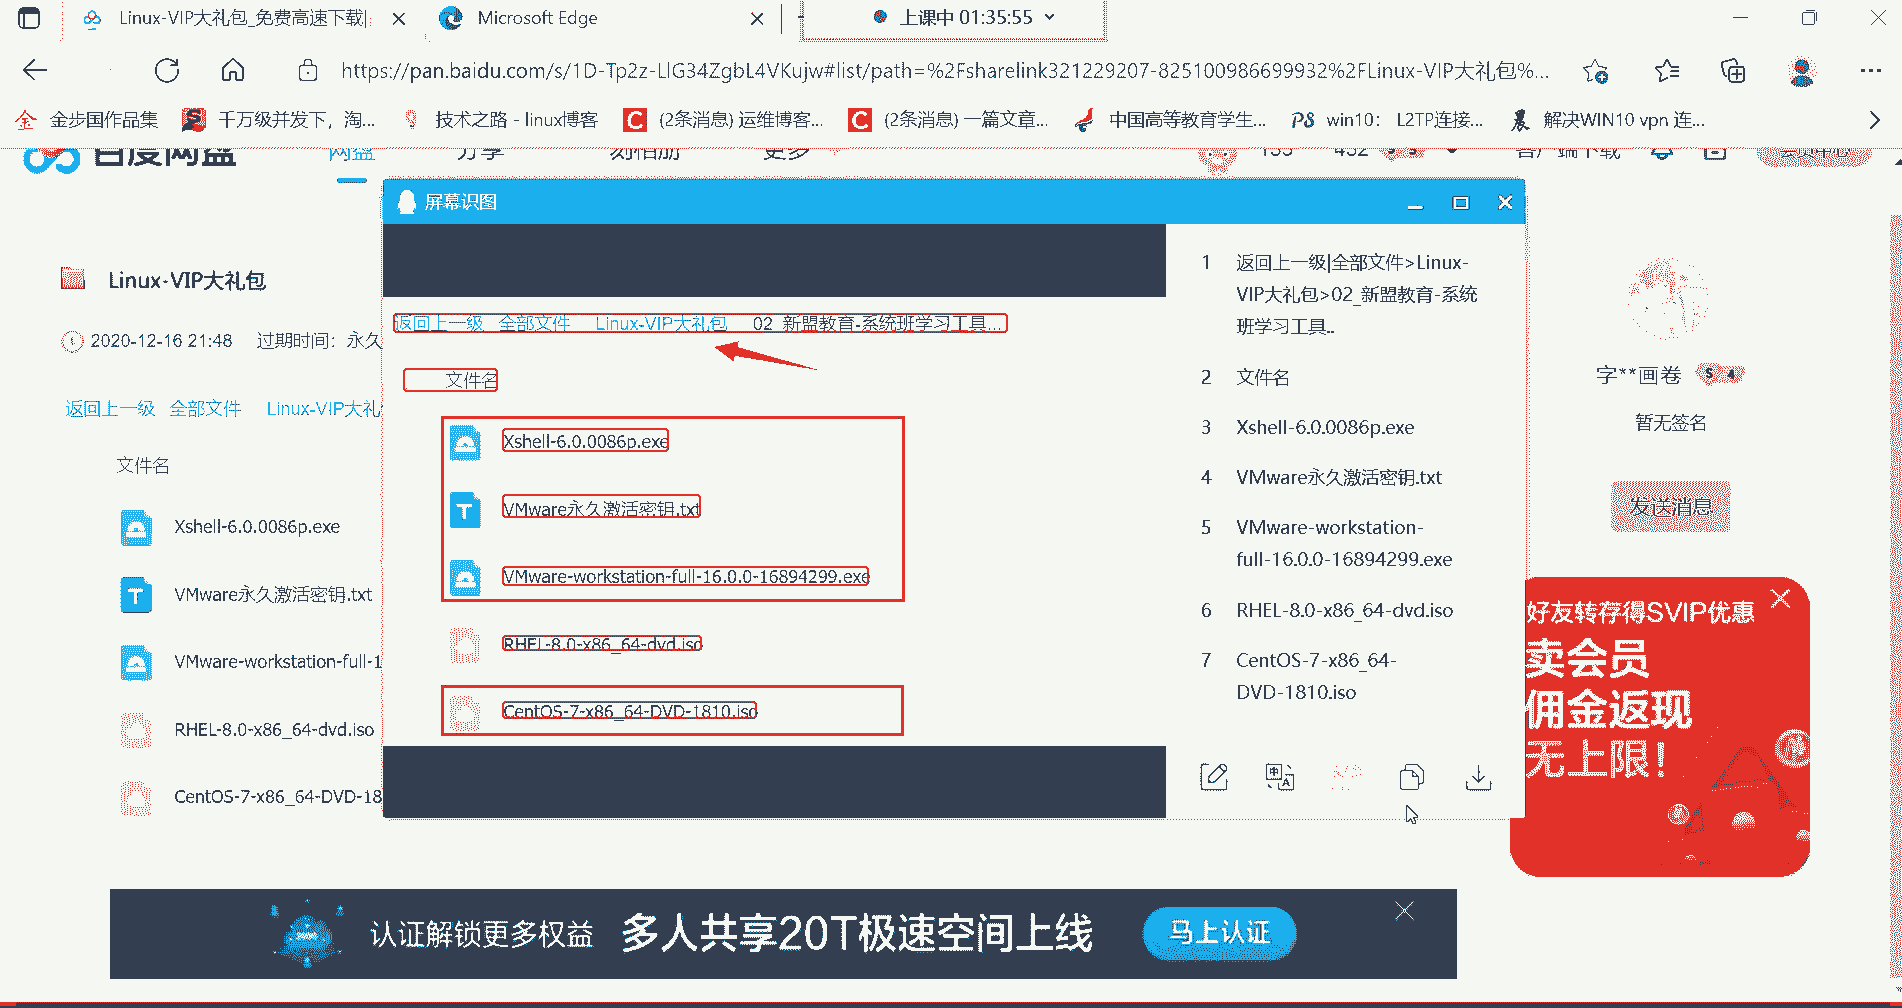 Linux-VIP大礼包_免费高速下载|
Microsoft Edge
上课中 01:35:55
https://pan.baidu.com/s/1D-Tp2z-LlG34ZgbL4VKujw#list/path=%2Fsharelink321229207-825100986699932%2FLinux-VIP大礼包%...
金步国作品集
千万级并发下，淘...
技术之路 - linux博客
(2条消息) 运维博客...
(2条消息) 一篇文章...
中国高等教育学生...
win10： L2TP连接...
解决WIN10 vpn 连...
百度网盘
网盘
分享
更多
客户端下载
会员中心
屏幕识图
Linux-VIP大礼包
2020-12-16 21:48 过期时间：永久
返回上一级 全部文件 Linux-VIP大礼
文件名
Xshell-6.0.0086p.exe
VMware永久激活密钥.txt
VMware-workstation-full-1
RHEL-8.0-x86_64-dvd.iso
CentOS-7-x86_64-DVD-18
返回上一级 全部文件 Linux-VIP大礼包 02_新盟教育-系统班学习工具...
文件名
Xshell-6.0.0086p.exe
VMware永久激活密钥.txt
VMware-workstation-full-16.0.0-16894299.exe
RHEL-8.0-x86_64-dvd.iso
CentOS-7-x86_64-DVD-1810.iso
1 返回上一级|全部文件>Linux-
VIP大礼包>02_新盟教育-系统
班学习工具..
2 文件名
3 Xshell-6.0.0086p.exe
4 VMware永久激活密钥.txt
5 VMware-workstation-
full-16.0.0-16894299.exe
6 RHEL-8.0-x86_64-dvd.iso
7 CentOS-7-x86_64-
DVD-1810.iso
字**画卷
暂无签名
发送消息
好友转存得SVIP优惠
卖会员
佣金返现
无上限！
认证解锁更多权益 多人共享20T极速空间上线 马上认证